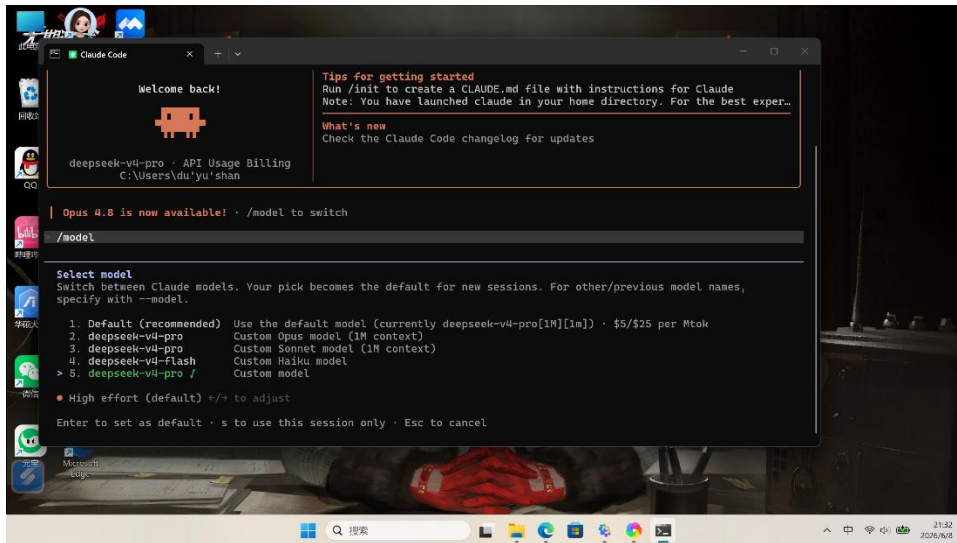 此电脑
Claude Code
回收站
Welcome back!
deepseek-v4-pro · API Usage Billing
C:\Users\du'yu'shan
Tips for getting started
Run /init to create a CLAUDE.md file with instructions for Claude
Note: You have launched claude in your home directory. For the best exper…
What's new
Check the Claude Code changelog for updates
QQ
Opus 4.8 is now available! · /model to switch
> /model
Select model
Switch between Claude models. Your pick becomes the default for new sessions. For other/previous model names,
specify with --model.
1. Default (recommended) Use the default model (currently deepseek-v4-pro[1M][1m]) · $5/$25 per Mtok
2. deepseek-v4-pro Custom Opus model (1M context)
3. deepseek-v4-pro Custom Sonnet model (1M context)
4. deepseek-v4-flash Custom Haiku model
> 5. deepseek-v4-pro √ Custom model
● High effort (default) ←/→ to adjust
Enter to set as default · s to use this session only · Esc to cancel
bilibili
微信
元宝
Microsoft
Edge
搜索
中
21:32
2026/6/8